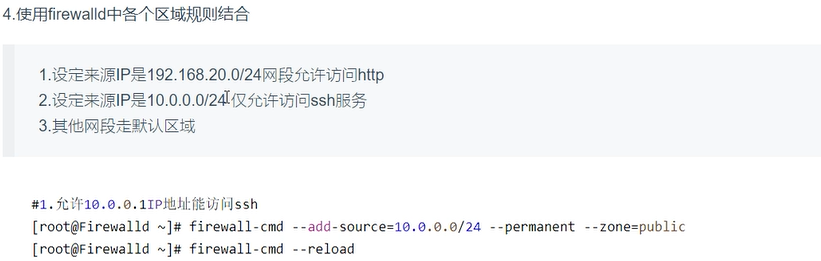 4.使用firewalld中各个区域规则结合
1.设定来源IP是192.168.20.0/24网段允许访问http
2.设定来源IP是10.0.0.0/24 仅允许访问ssh服务
3.其他网段走默认区域
#1.允许10.0.0.1IP地址能访问ssh
[root@Firewalld ~]# firewall-cmd --add-source=10.0.0.0/24 --permanent --zone=public
[root@Firewalld ~]# firewall-cmd --reload